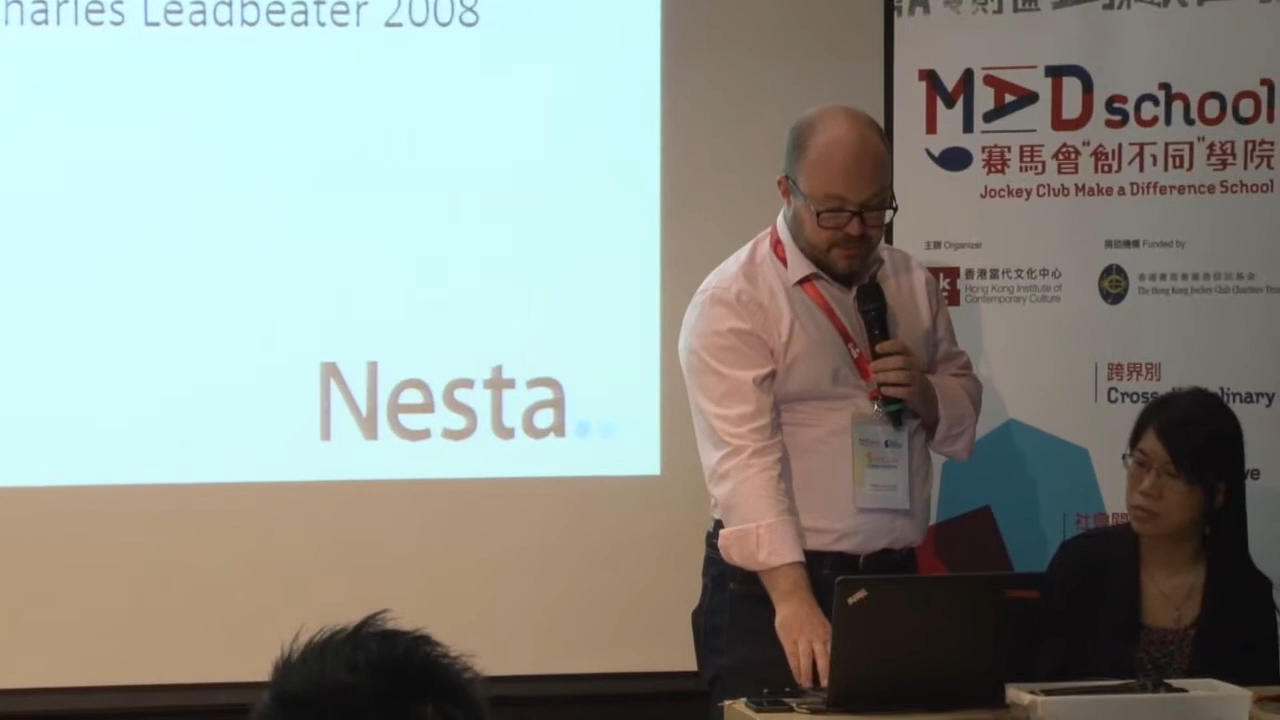 harles Leadbeater 2008
Nesta
MAD school
賽馬會“創不同”學院
Jockey Club Make a Difference School
主辦 Organizer
捐助機構 Funded by
香港當代文化中心
Hong Kong Institute of
Contemporary Culture
香港賽馬會慈善信託基金
The Hong Kong Jockey Club Charities Trus
跨界別
社會